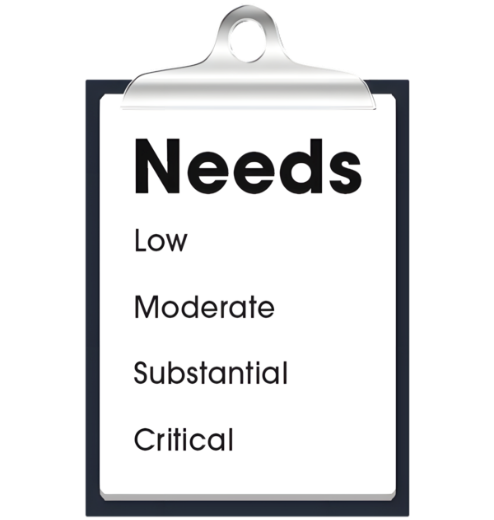 Needs
Low
Moderate
Substantial
Critical